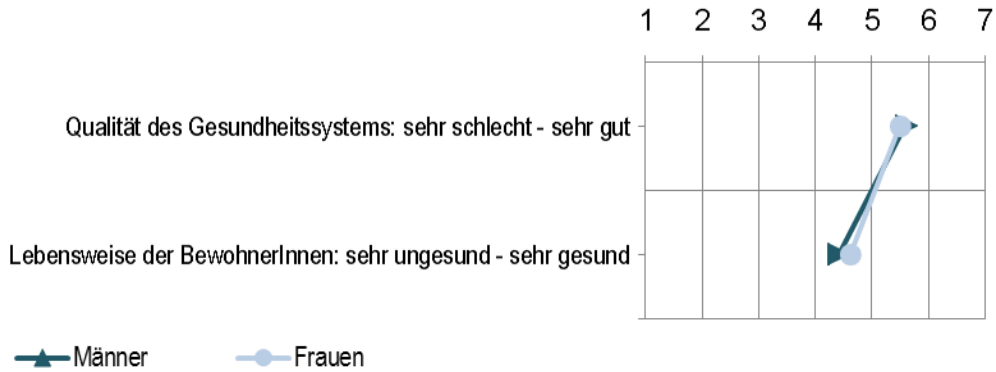 1 2 3 4 5 6 7
Qualität des Gesundheitssystems: sehr schlecht - sehr gut
Lebensweise der BewohnerInnen: sehr ungesund - sehr gesund
Männer Frauen